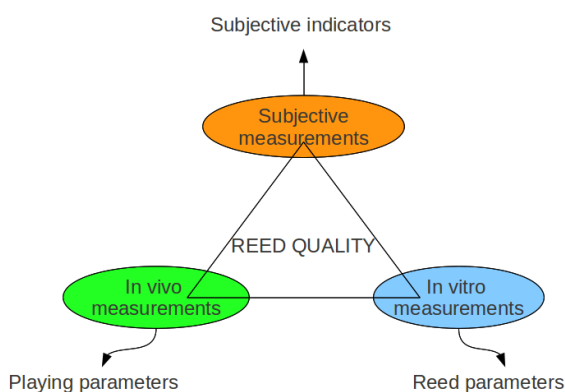 Subjective indicators
Subjective
measurements
REED QUALITY
In vivo
measurements
In vitro
measurements
Playing parameters
Reed parameters